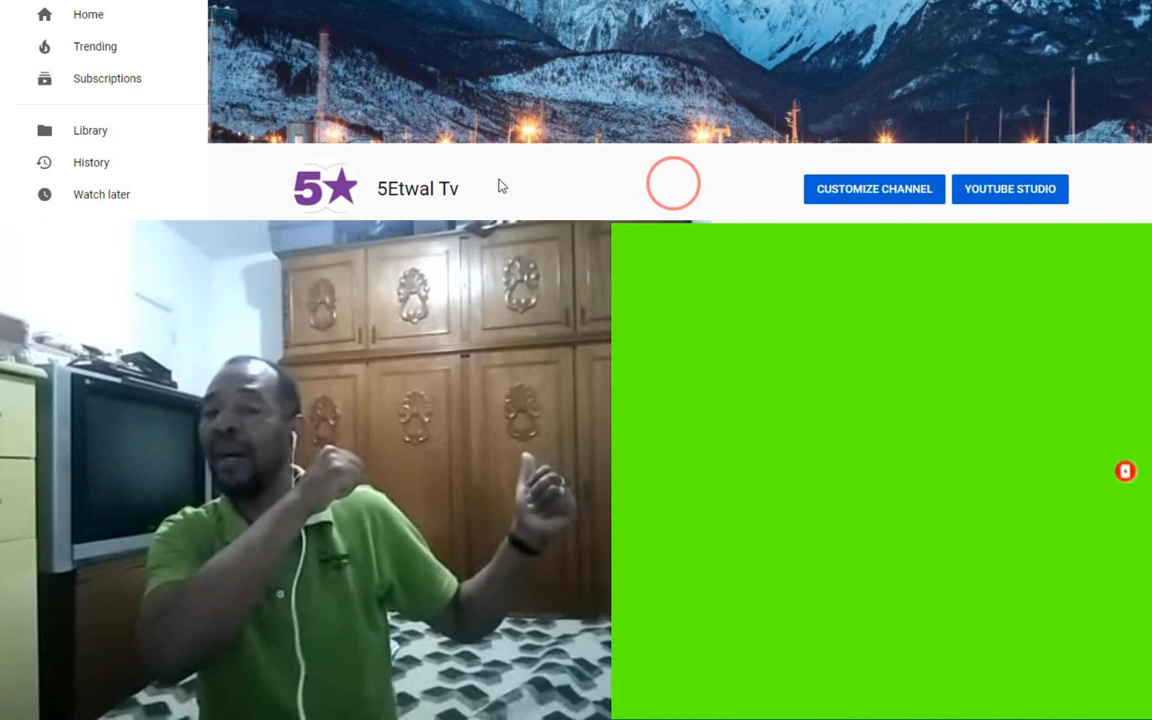 Home
Trending
Subscriptions
Library
History
Watch later
5★
5Etwal Tv
CUSTOMIZE CHANNEL
YOUTUBE STUDIO